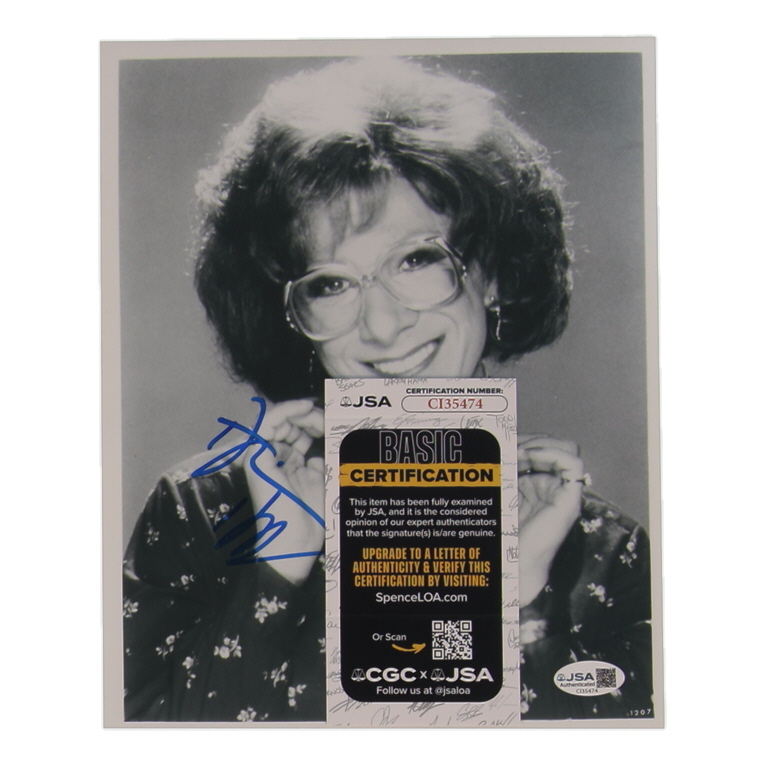 JSA
CERTIFICATION NUMBER:
CI35474
BASIC
CERTIFICATION
This item has been fully examined
by JSA, and it is the considered
opinion of our expert authenticators
that the signature(s) is/are genuine.
UPGRADE TO A LETTER OF
AUTHENTICITY & VERIFY THIS
CERTIFICATION BY VISITING:
SpenceLOA.com
Or Scan
CGC x JSA
Follow us at @jsaloa
JSA
Authenticated
CI35474
1207